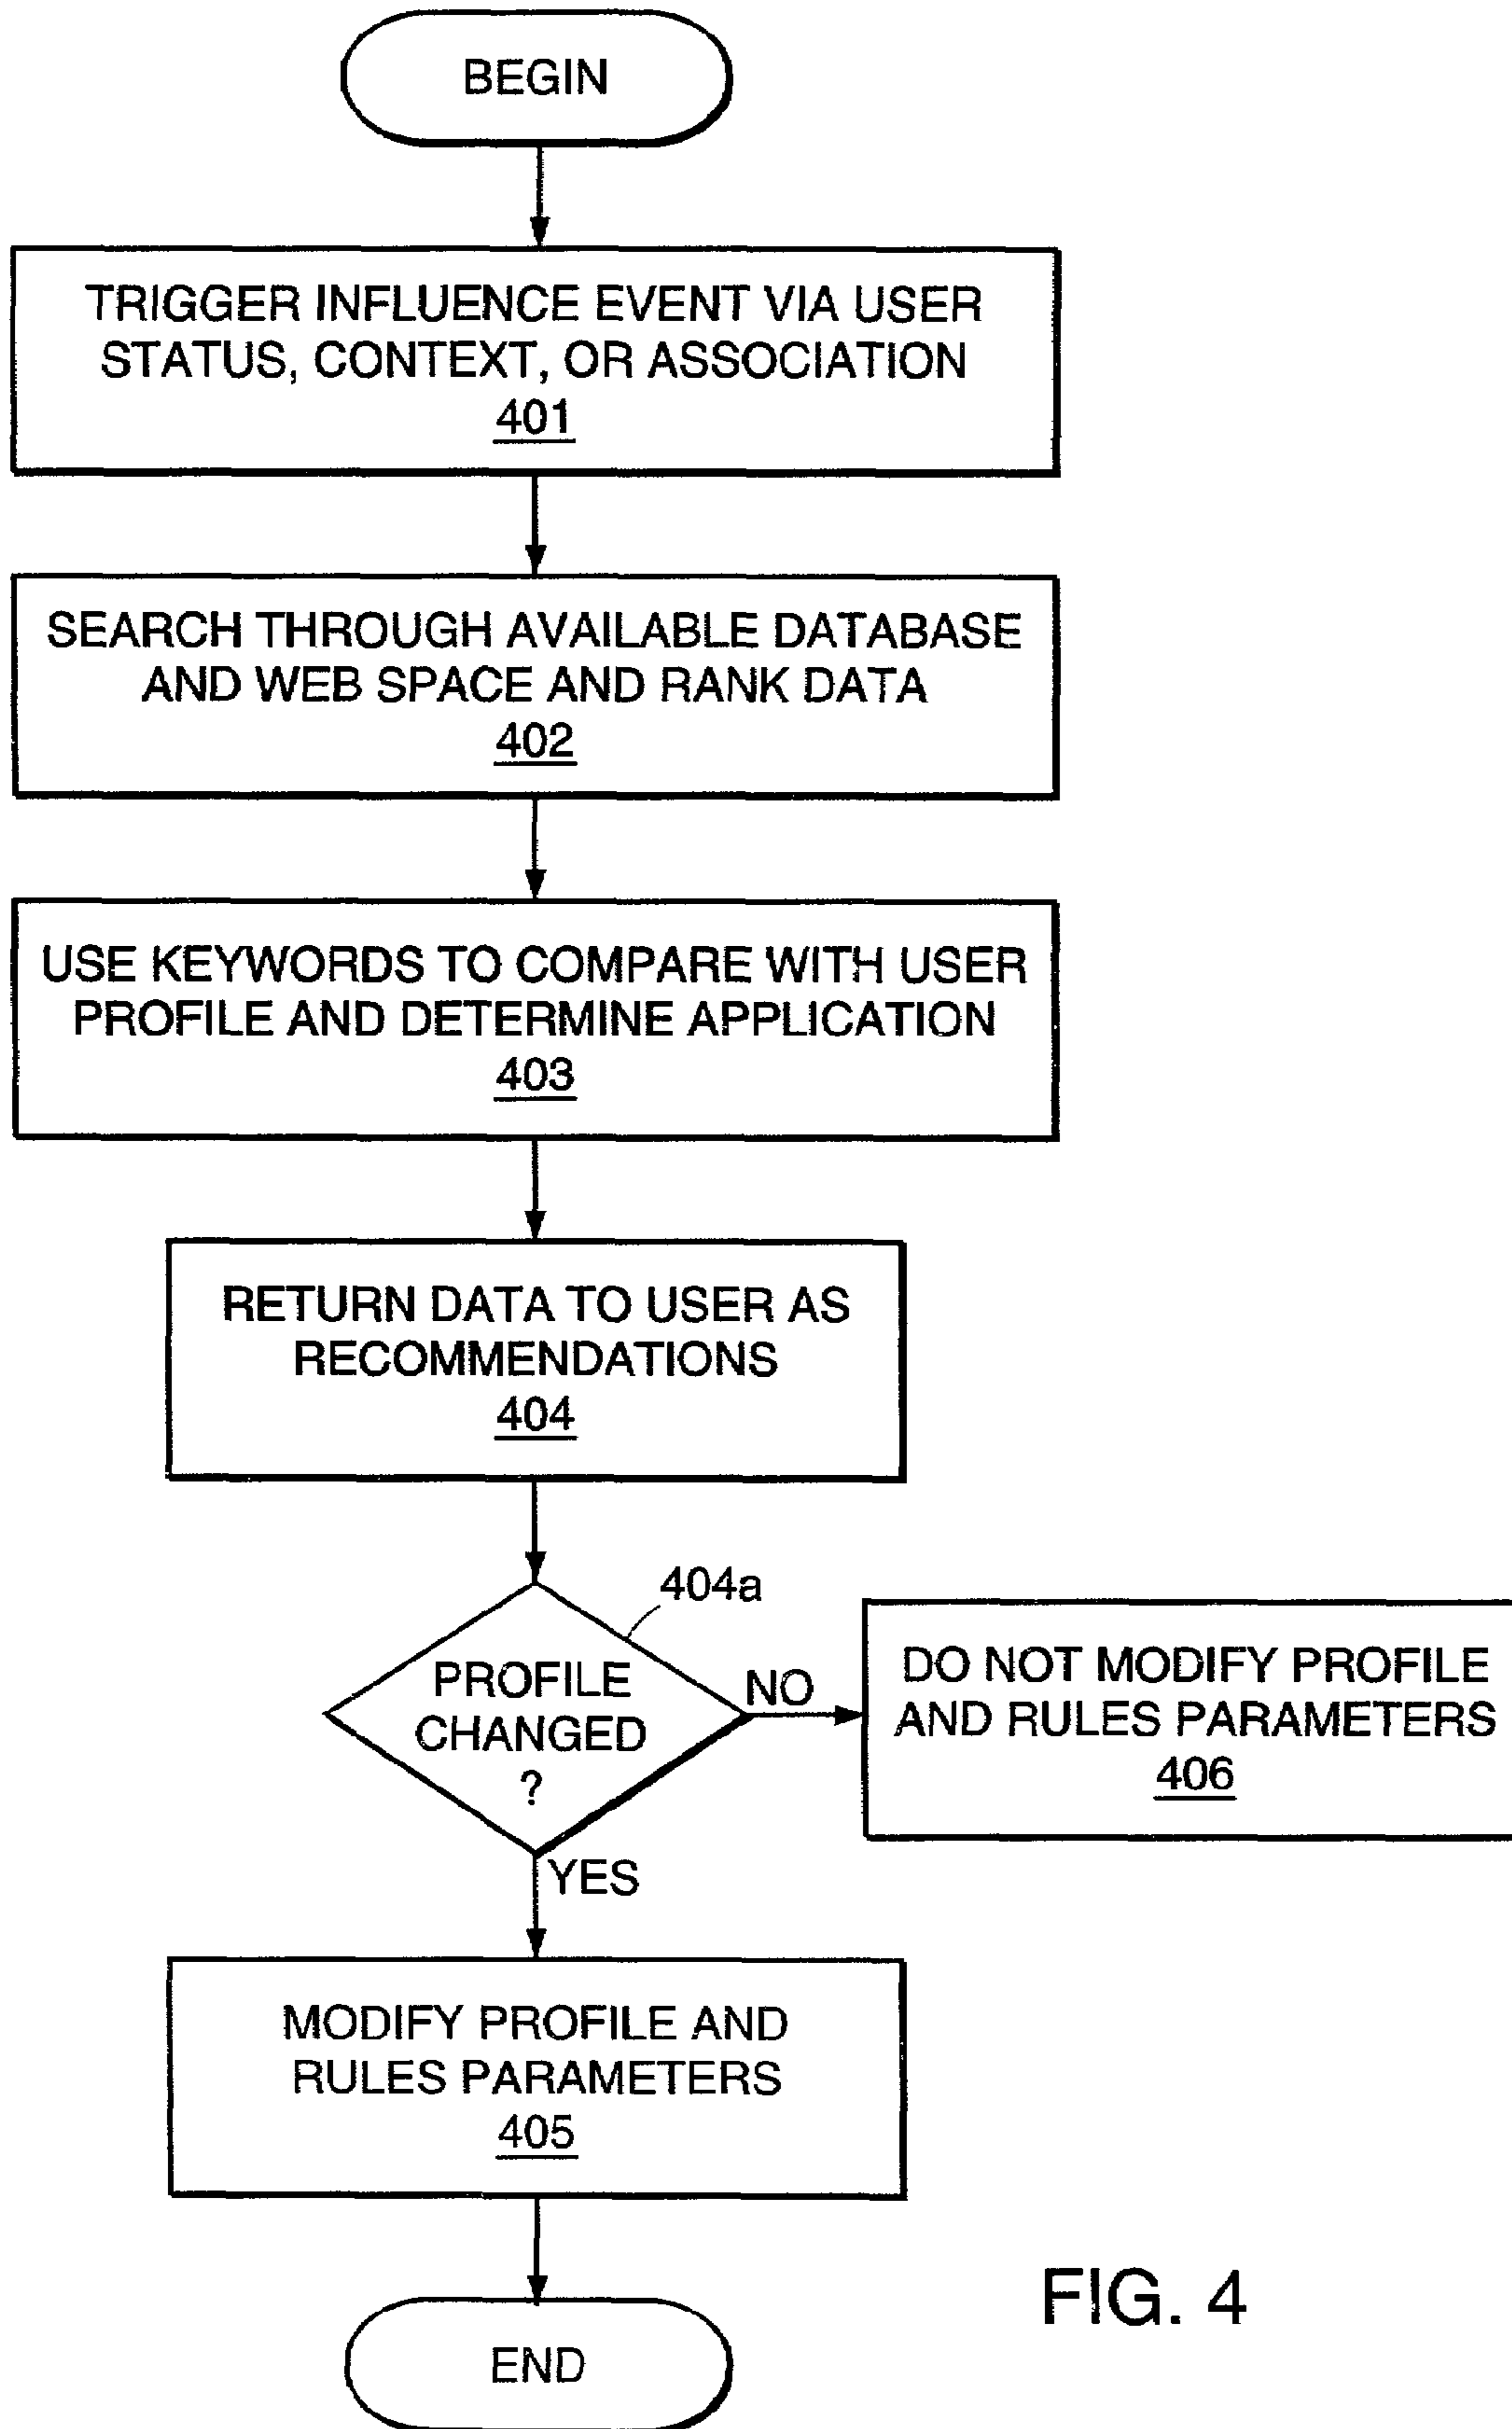 BEGIN
TRIGGER INFLUENCE EVENT VIA USER
STATUS, CONTEXT, OR ASSOCIATION
401
SEARCH THROUGH AVAILABLE DATABASE
AND WEB SPACE AND RANK DATA
402
USE KEYWORDS TO COMPARE WITH USER
PROFILE AND DETERMINE APPLICATION
403
RETURN DATA TO USER AS
RECOMMENDATIONS
404
404a
PROFILE
CHANGED
?
NO
DO NOT MODIFY PROFILE
AND RULES PARAMETERS
406
YES
MODIFY PROFILE AND
RULES PARAMETERS
405
END
FIG. 4